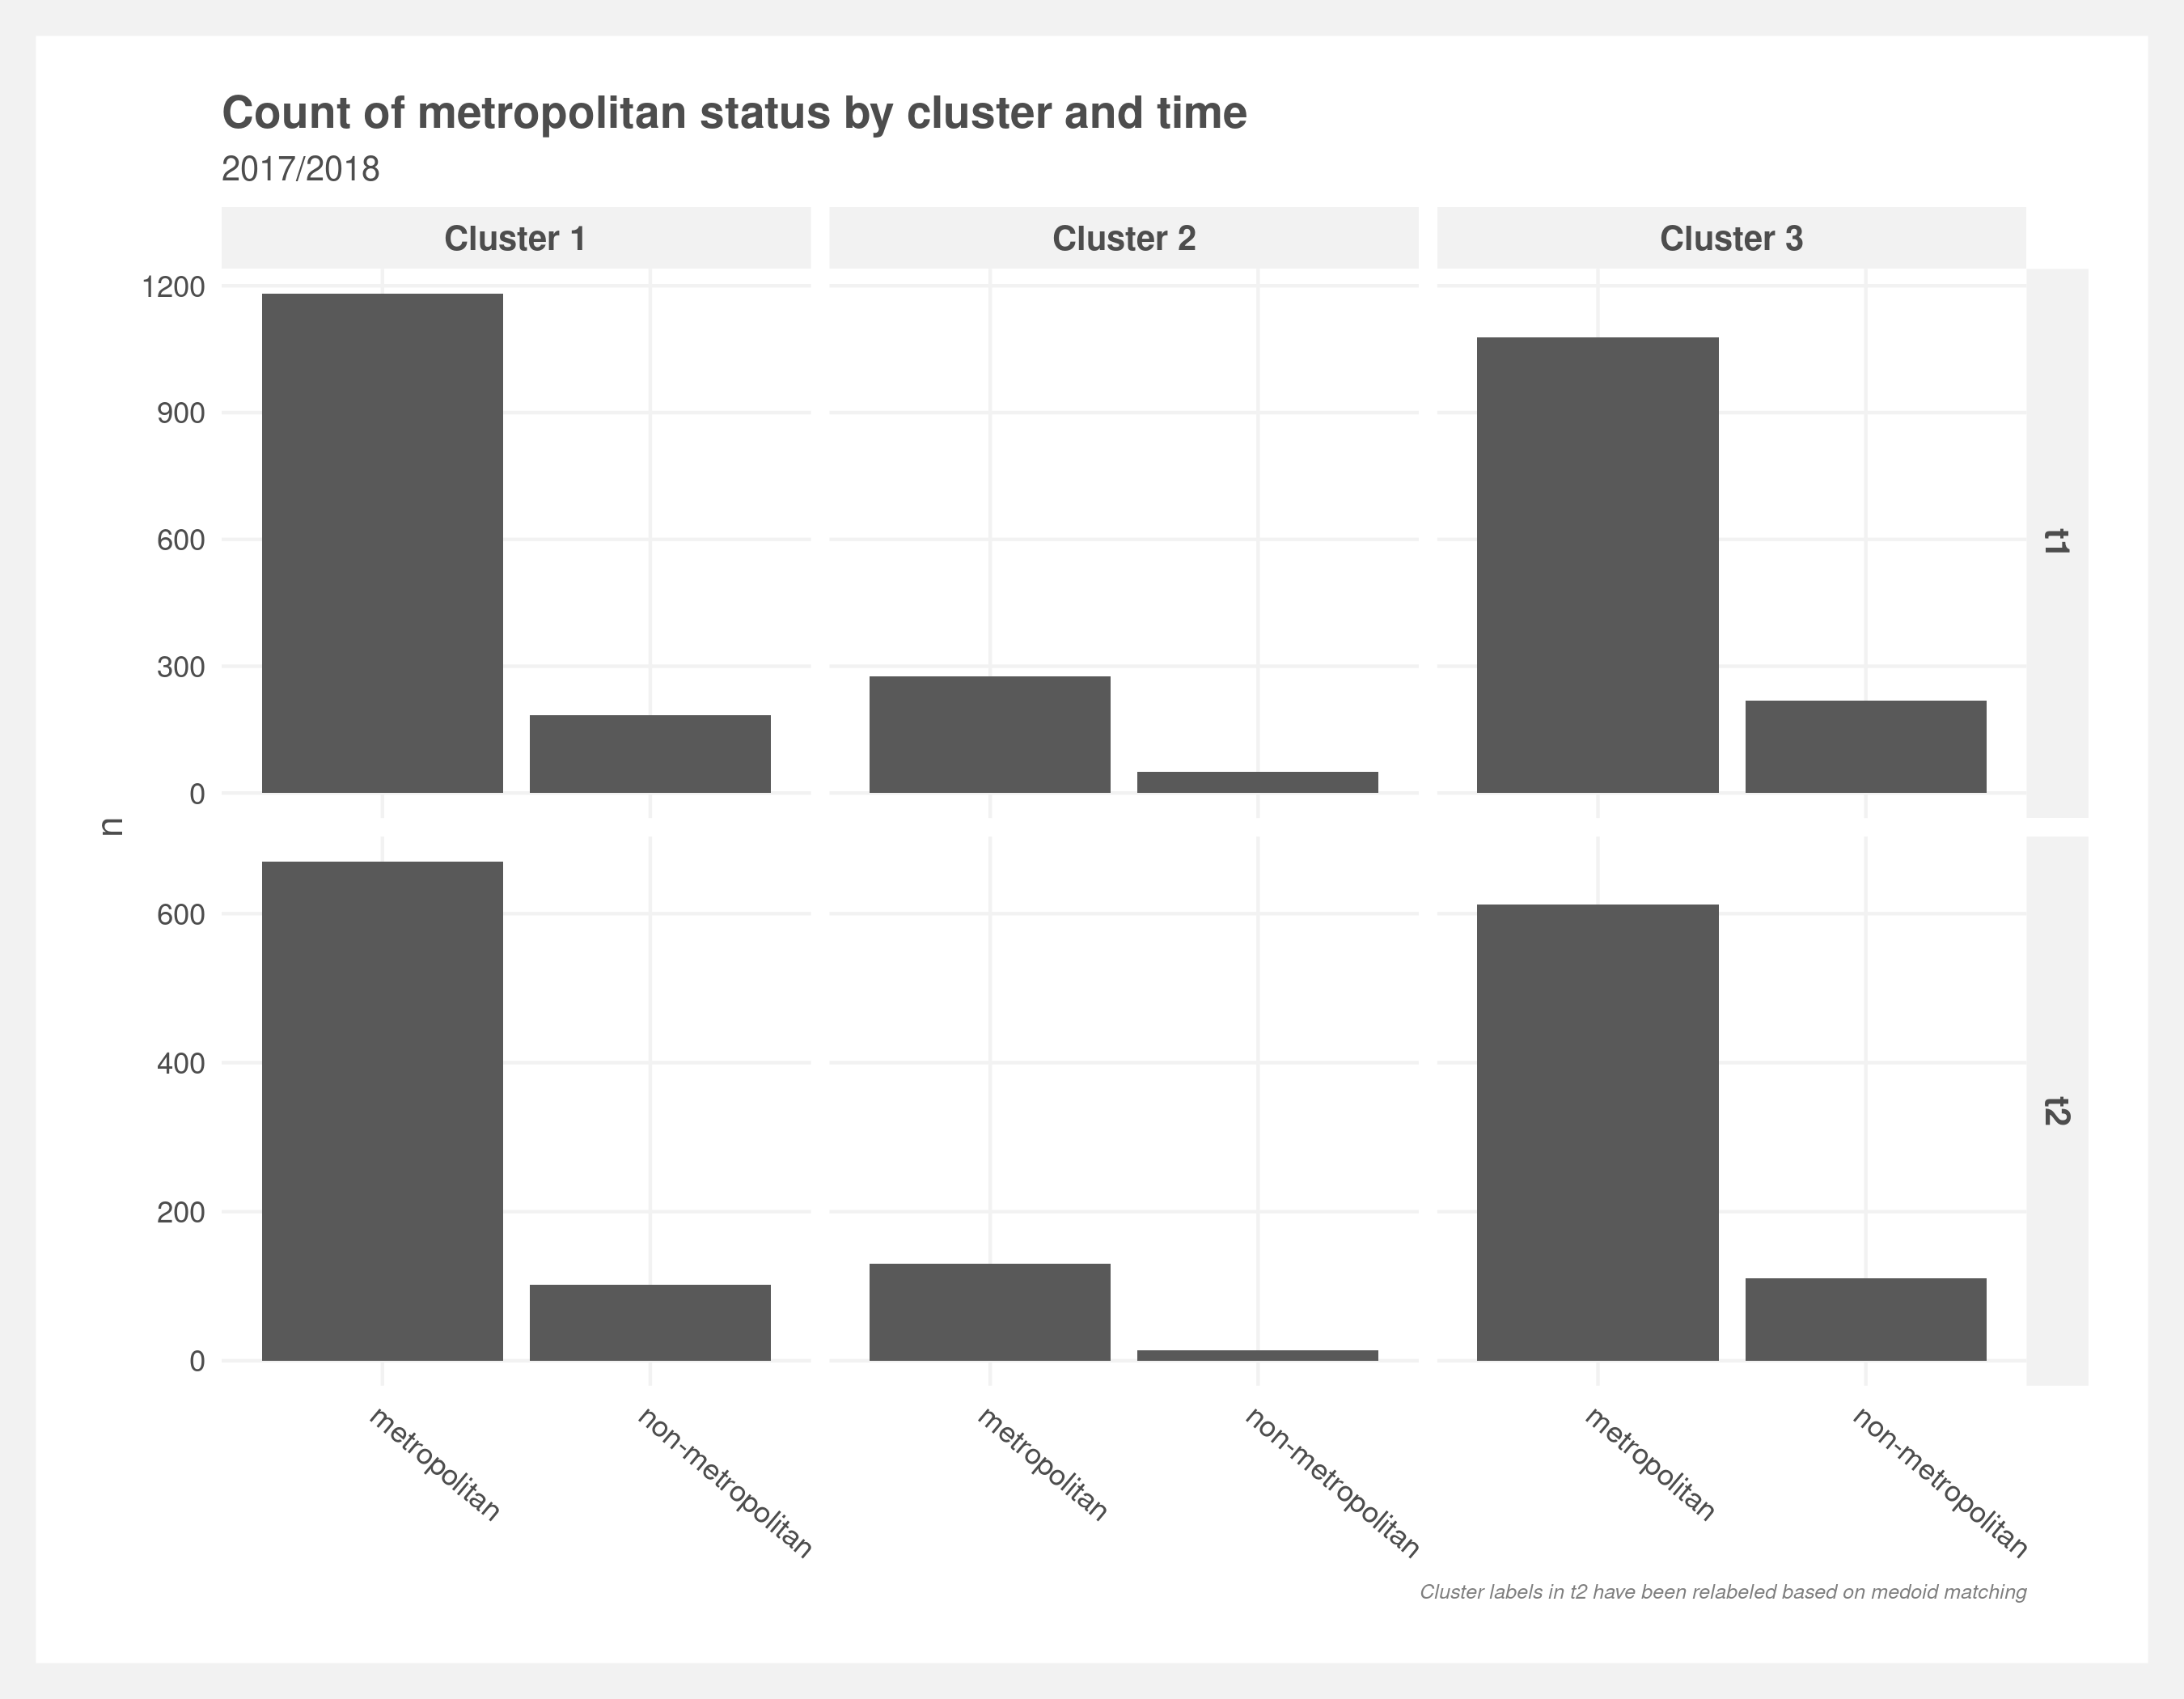 Count of metropolitan status by cluster and time
2017/2018
Cluster 1
Cluster 2
Cluster 3
1200
900
600
300
0
t1
n
600
400
200
0
t2
metropolitan
non-metropolitan
metropolitan
non-metropolitan
metropolitan
non-metropolitan
Cluster labels in t2 have been relabeled based on medoid matching